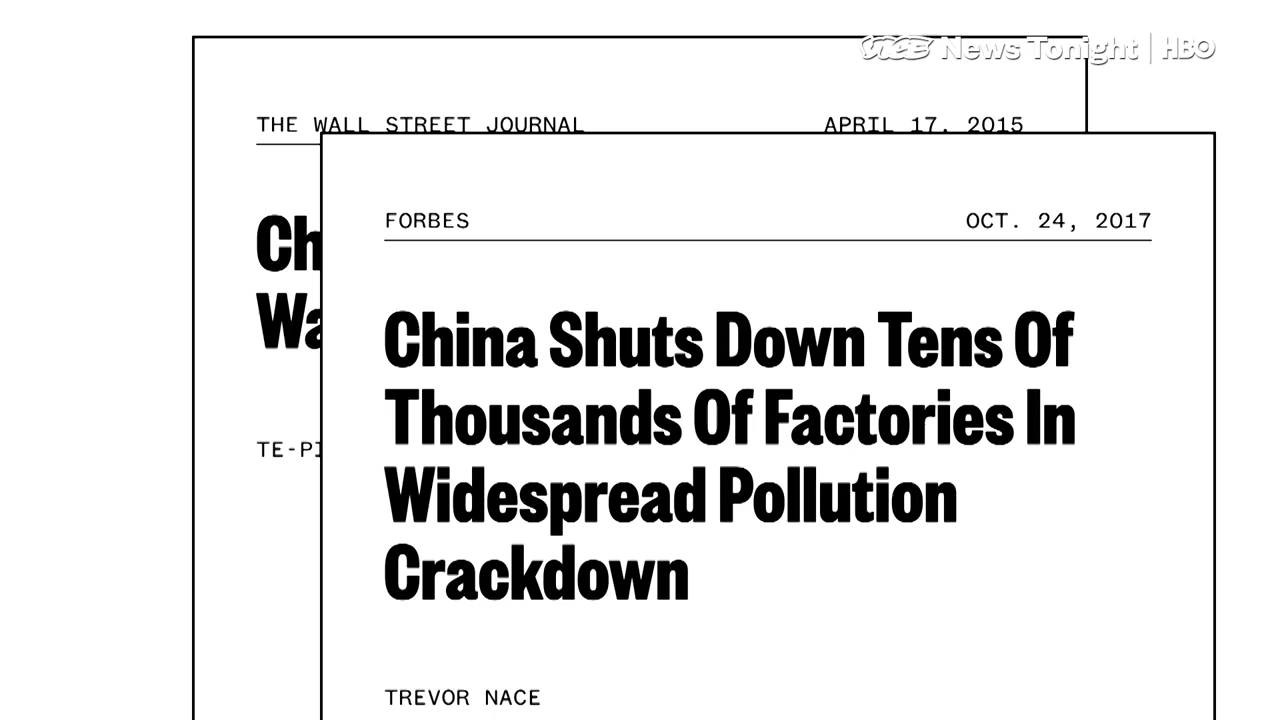 VICE News Tonight | HBO
THE WALL STREET JOURNAL APRIL 17, 2015
FORBES OCT. 24, 2017
China Shuts Down Tens Of
Thousands Of Factories In
Widespread Pollution
Crackdown
TREVOR NACE